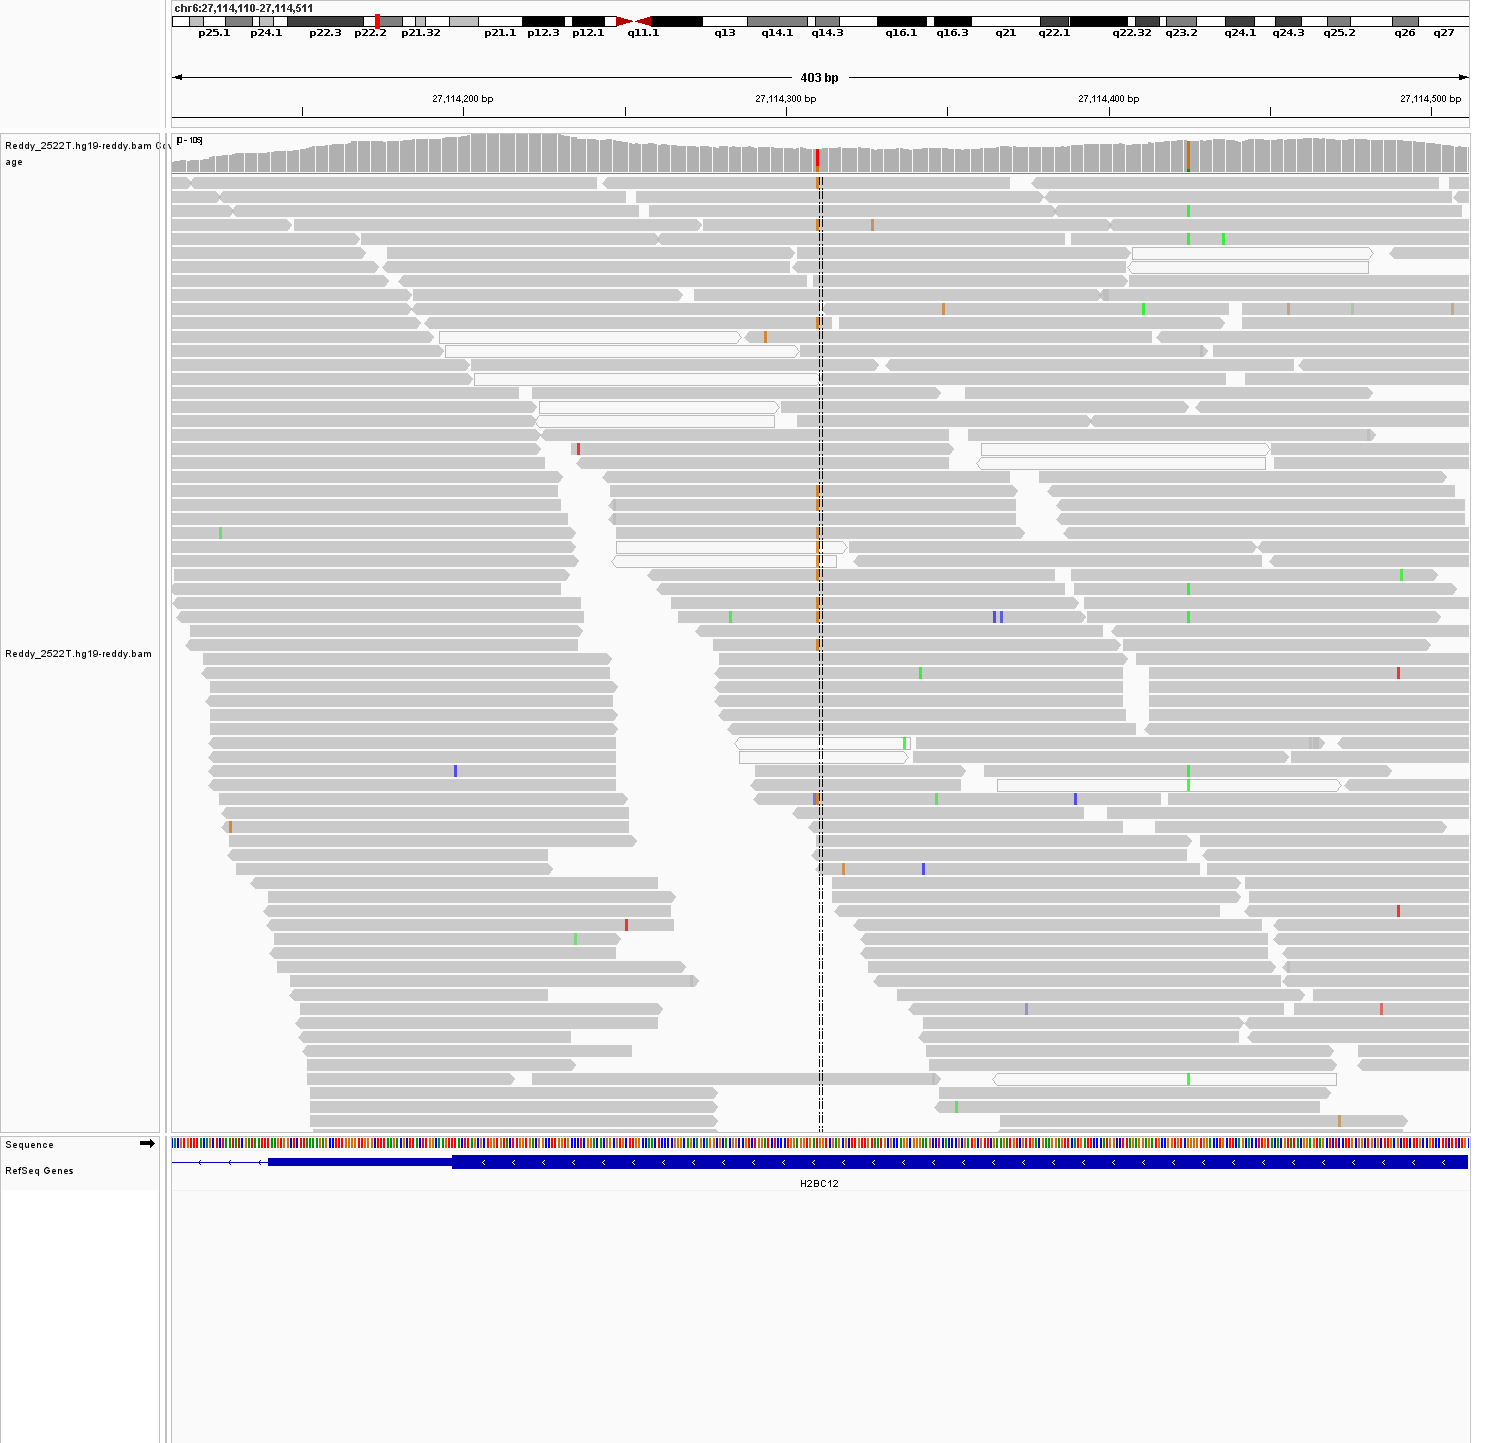 chr6:27,114,110-27,114,511
p25.1 p24.1 p22.3 p22.2 p21.32 p21.1 p12.3 p12.1 q11.1 q13 q14.1 q14.3 q16.1 q16.3 q21 q22.1 q22.32 q23.2 q24.1 q24.3 q25.2 q26 q27
403 bp
27,114,200 bp 27,114,300 bp 27,114,400 bp 27,114,500 bp
[0 - 105]
Reddy_2522T.hg19-reddy.bam Cov
age
Reddy_2522T.hg19-reddy.bam
Sequence
RefSeq Genes
H2BC12